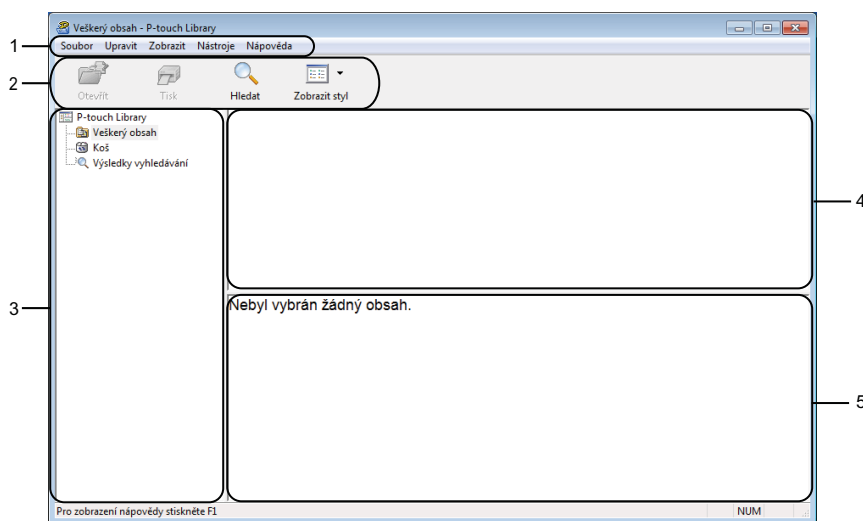 Veškerý obsah - P-touch Library
1
Soubor Upravit Zobrazit Nástroje Nápověda
2
Otevřít Tisk Hledat Zobrazit styl
P-touch Library
Veškerý obsah
Koš
Výsledky vyhledávání
4
3
Nebyl vybrán žádný obsah.
5
Pro zobrazení nápovědy stiskněte F1 NUM